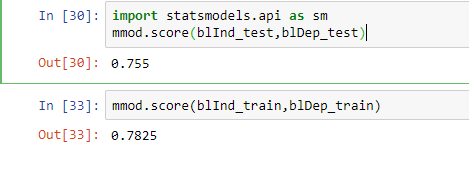 In [30]: import statsmodels.api as sm
mmod.score(blInd_test,blDep_test)
Out[30]: 0.755
In [33]: mmod.score(blInd_train,blDep_train)
Out[33]: 0.7825